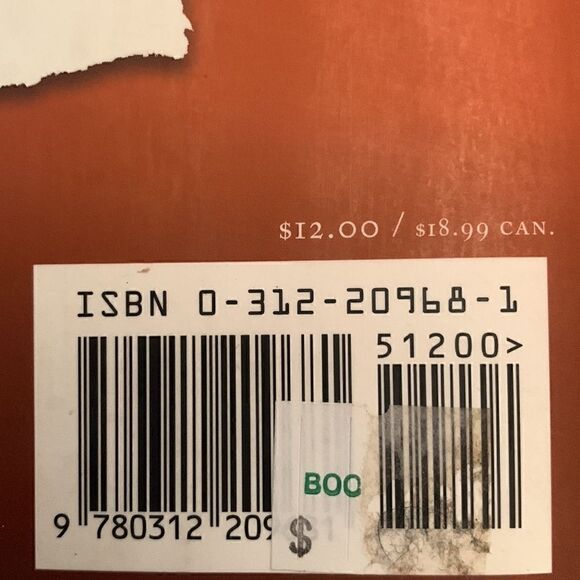 $12.00 / $18.99 CAN.
ISBN 0-312-20968-1
51200>
BOO
9 780312 209
$